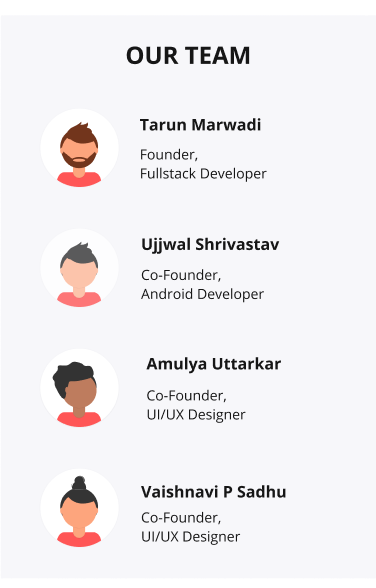 OUR TEAM
Tarun Marwadi
Founder,
Fullstack Developer
Ujjwal Shrivastav
Co-Founder,
Android Developer
Amulya Uttarkar
Co-Founder,
UI/UX Designer
Vaishnavi P Sadhu
Co-Founder,
UI/UX Designer